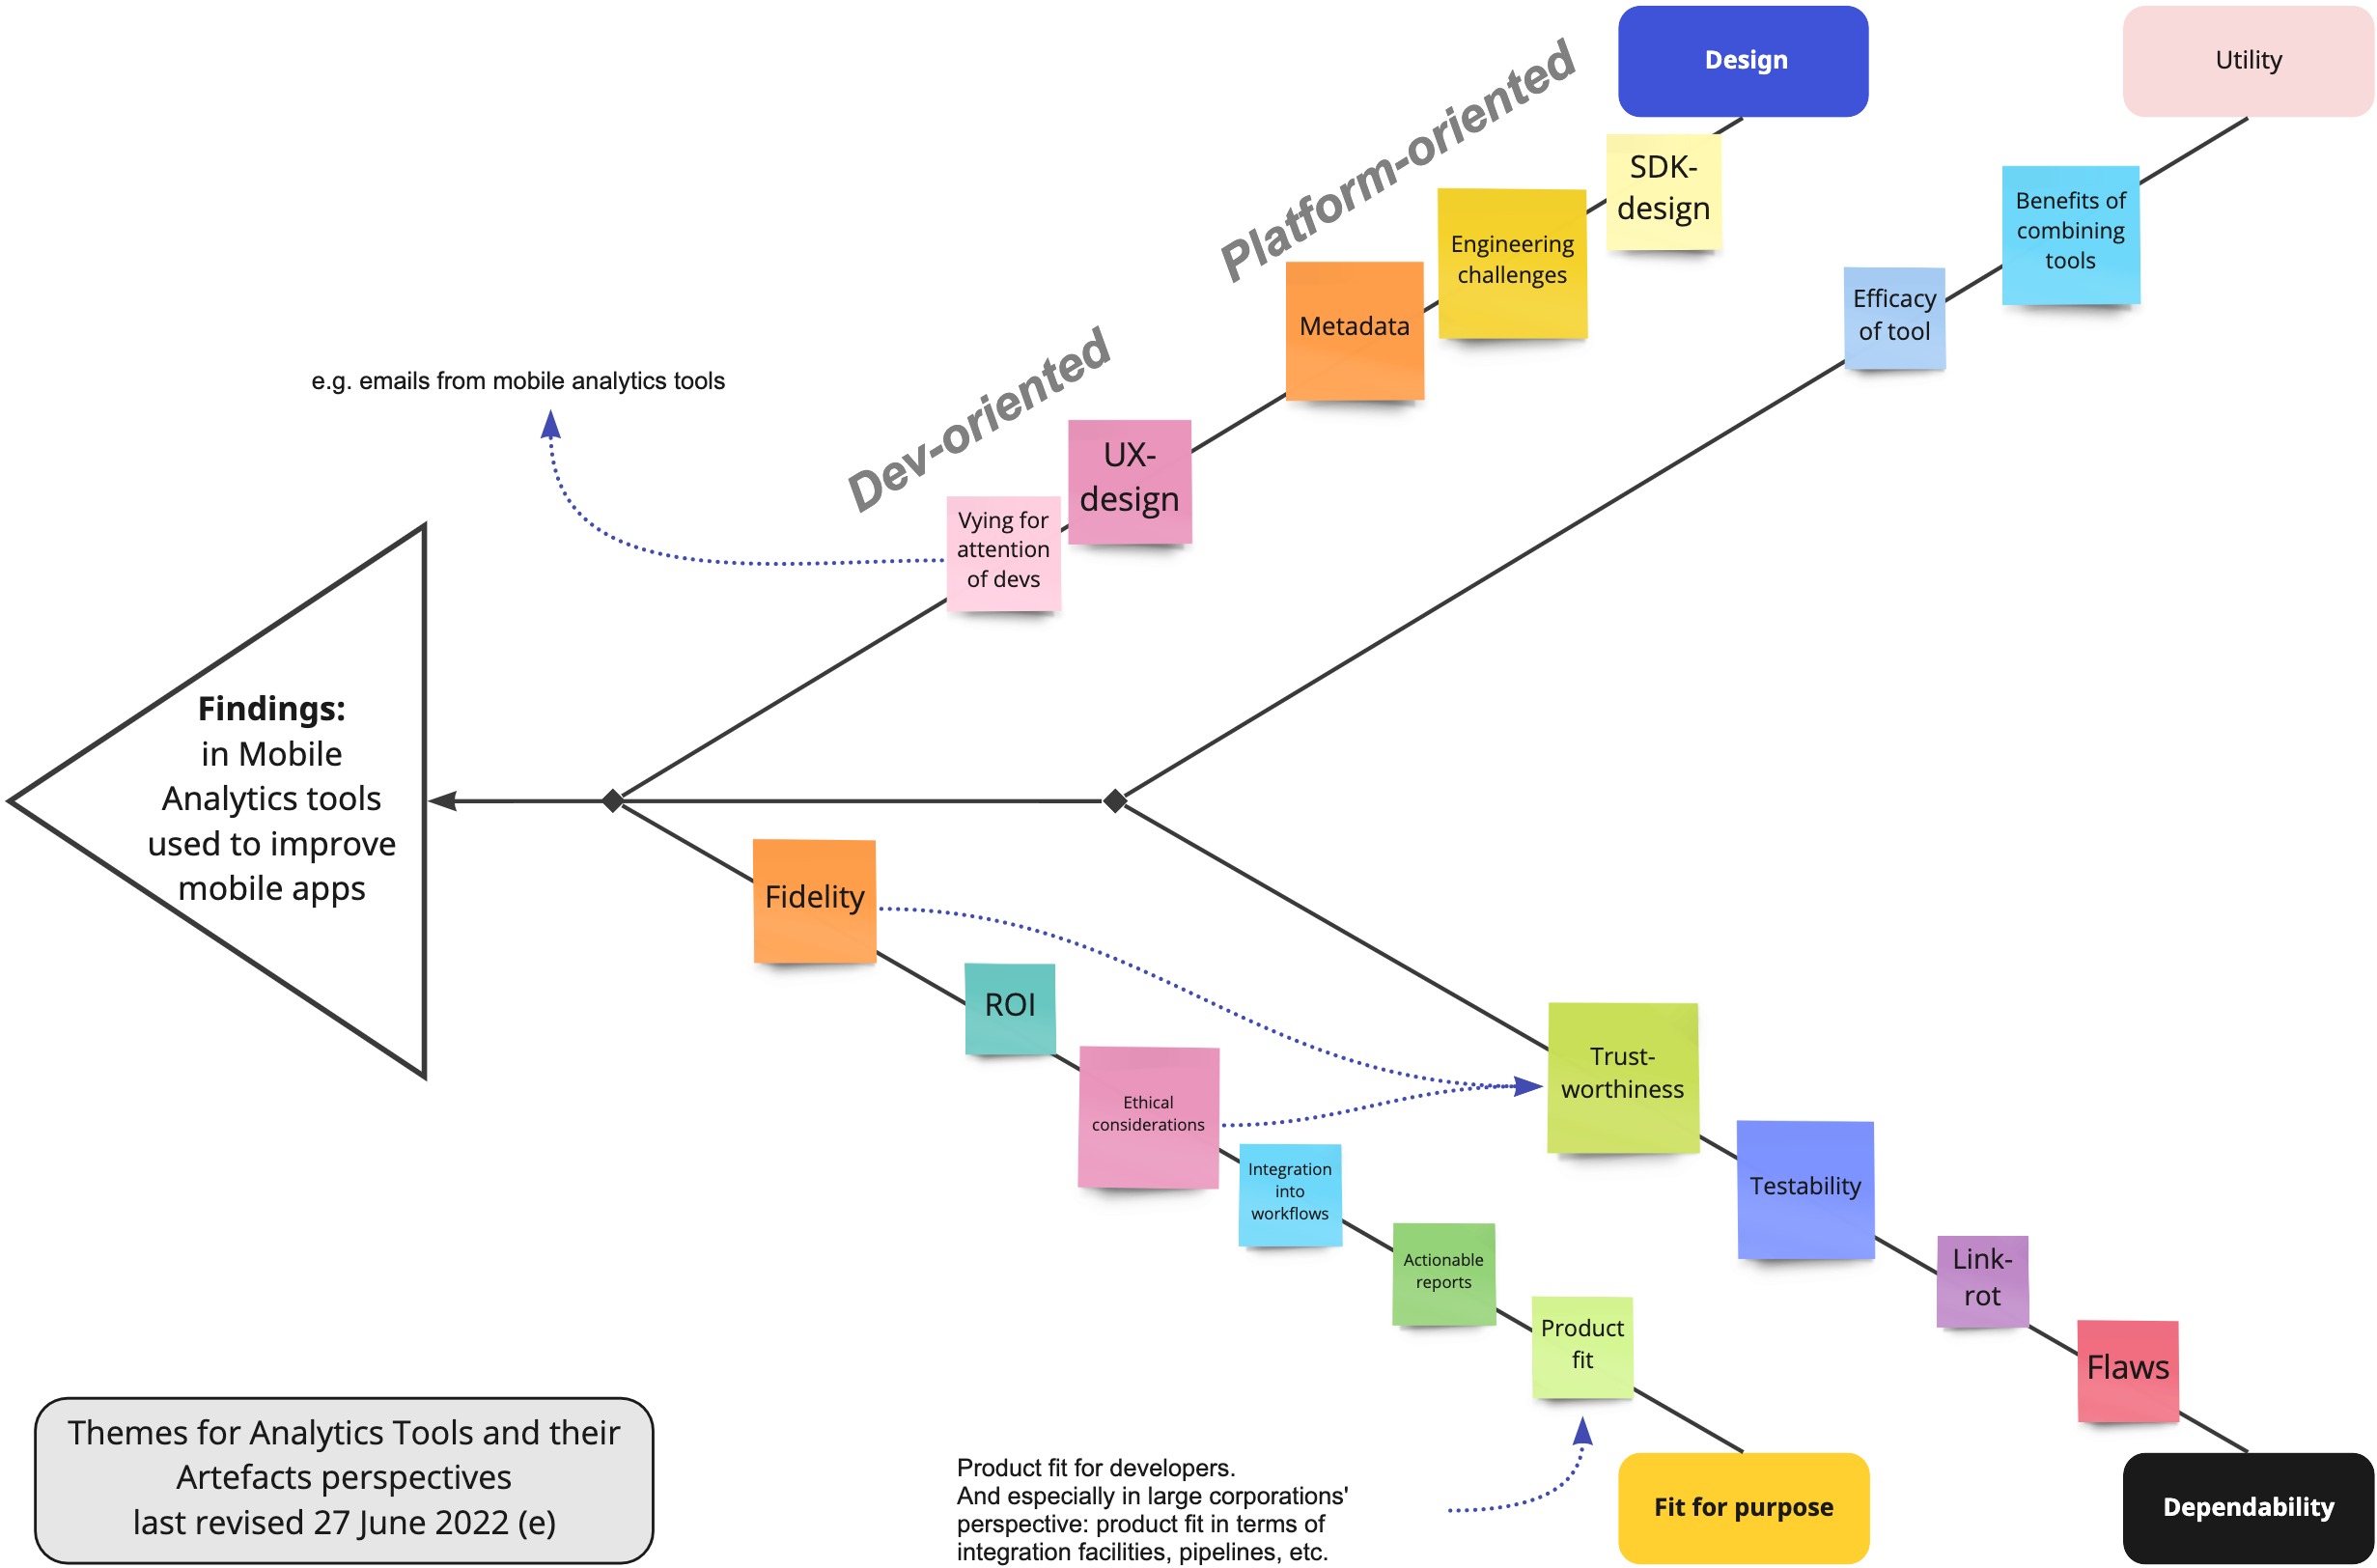 Design
Utility
Platform-oriented
SDK-
design
Benefits of
combining
tools
Engineering
challenges
Efficacy
of tool
Metadata
Dev-oriented
e.g. emails from mobile analytics tools
UX-
design
Vying for
attention
of devs
Findings:
in Mobile
Analytics tools
used to improve
mobile apps
Fidelity
ROI
Ethical
considerations
Integration
into
workflows
Actionable
reports
Product
fit
Trust-
worthiness
Testability
Link-
rot
Flaws
Themes for Analytics Tools and their
Artefacts perspectives
last revised 27 June 2022 (e)
Product fit for developers.
And especially in large corporations'
perspective: product fit in terms of
integration facilities, pipelines, etc.
Fit for purpose
Dependability